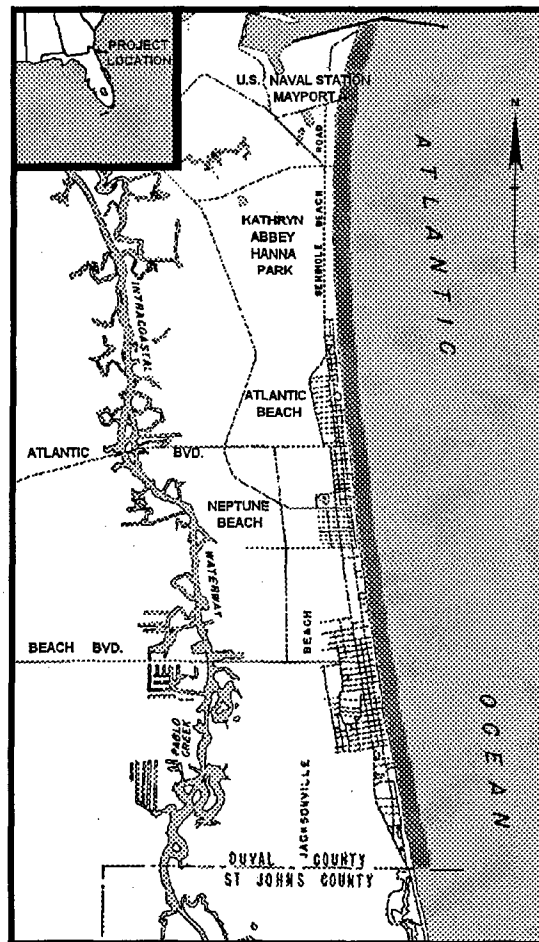 PROJECT
LOCATION
U.S. NAVAL STATION
MAYPORT
N
ROAD
SEMINOLE BEACH
KATHRYN
ABBEY
HANNA
PARK
ATLANTIC
INTRACOASTAL
ATLANTIC
BEACH
ATLANTIC BVD.
NEPTUNE
BEACH
WATERWAY
BEACH BVD.
BEACH
OCEAN
PABLO
CREEK
JACKSONVILLE
DUVAL COUNTY
ST JOHNS COUNTY